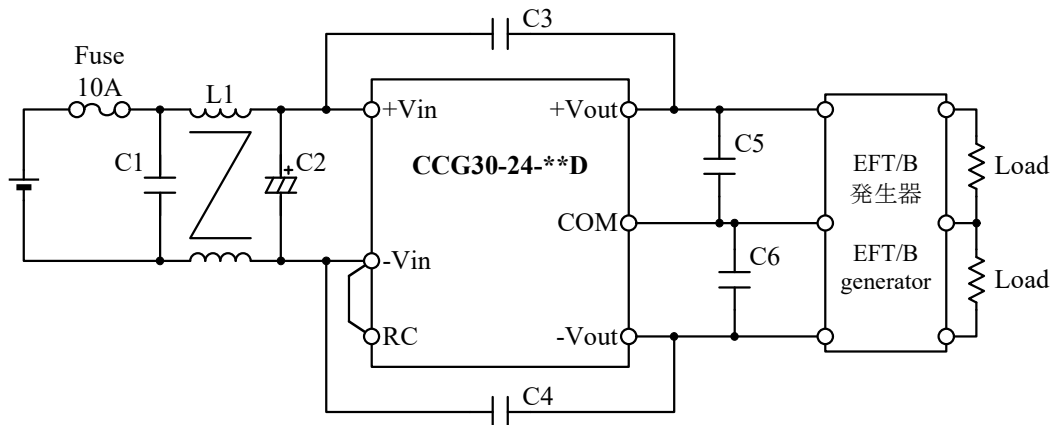 C3
Fuse
10A
L1
+Vin
+Vout
C1
C2
+
CCG30-24-**D
C5
EFT/B
発生器
Load
COM
-Vin
C6
EFT/B
generator
Load
RC
-Vout
C4